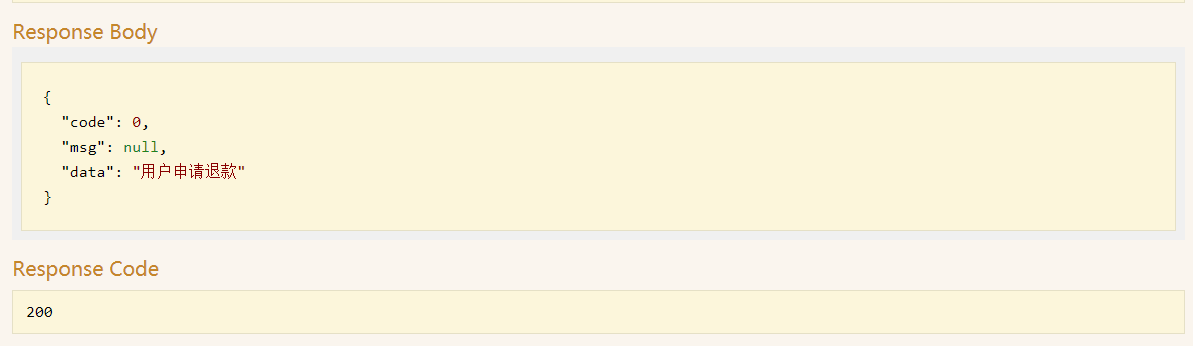 Response Body
{
"code": 0,
"msg": null,
"data": "用户申请退款"
}
Response Code
200